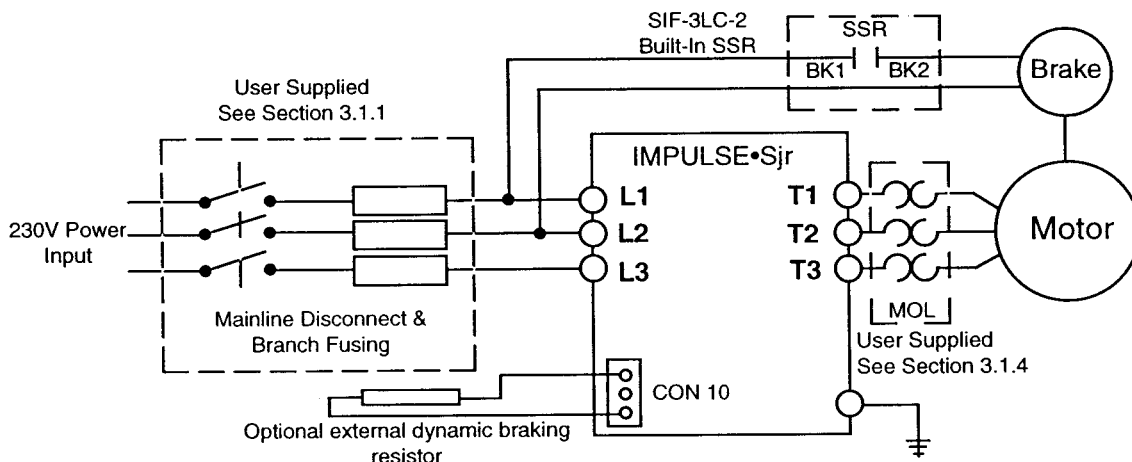 SIF-3LC-2
Built-In SSR
SSR
BK1
BK2
Brake
User Supplied
See Section 3.1.1
IMPULSE•Sjr
230V Power
Input
L1
L2
L3
T1
T2
T3
Motor
Mainline Disconnect &
Branch Fusing
MOL
User Supplied
See Section 3.1.4
CON 10
Optional external dynamic braking
resistor